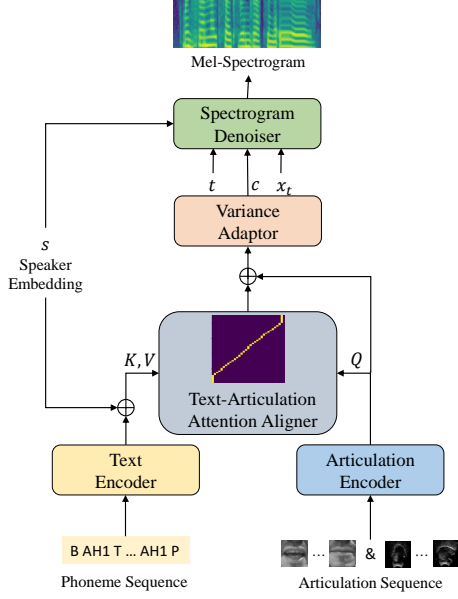 Mel-Spectrogram
Spectrogram
Denoiser
t
c
x_t
Variance
Adaptor
s
Speaker
Embedding
K, V
Q
Text-Articulation
Attention Aligner
Text
Encoder
Articulation
Encoder
B AH1 T ... AH1 P
... & ...
Phoneme Sequence
Articulation Sequence